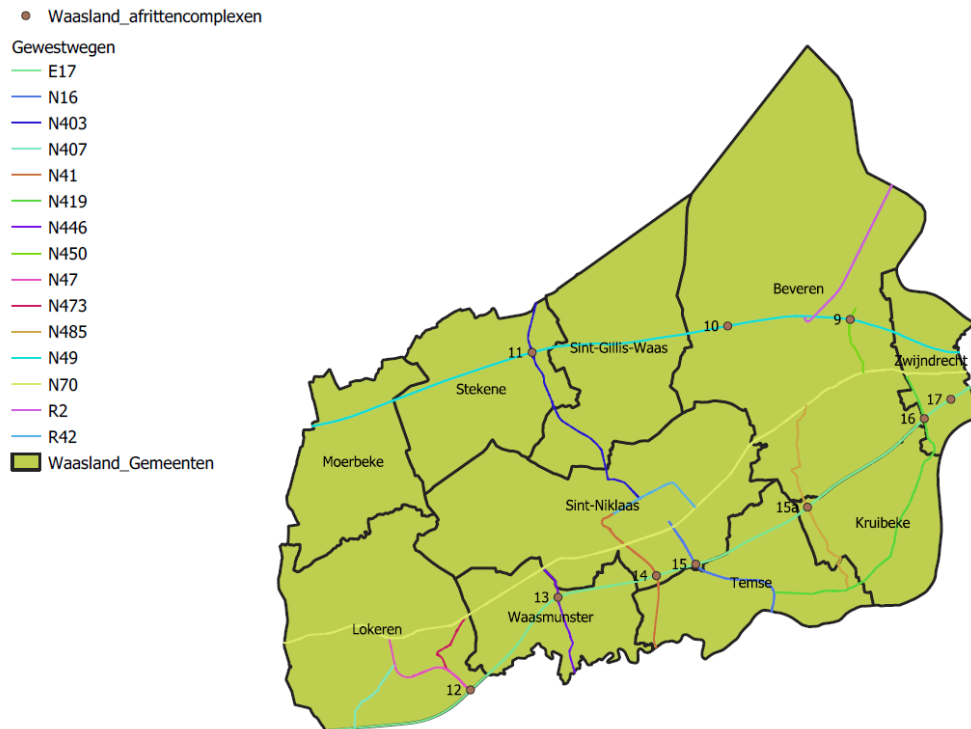 Waasland_afrittencomplexen
Gewestwegen
E17
N16
N403
N407
N41
N419
N446
N450
N47
N473
N485
N49
N70
R2
R42
Waasland_Gemeenten
Beveren
9
10
Sint-Gillis-Waas
11
Zwijndrecht
Stekene
17
16
Moerbeke
Sint-Niklaas
15a
Kruibeke
15
14
Temse
13
Waasmunster
Lokeren
12